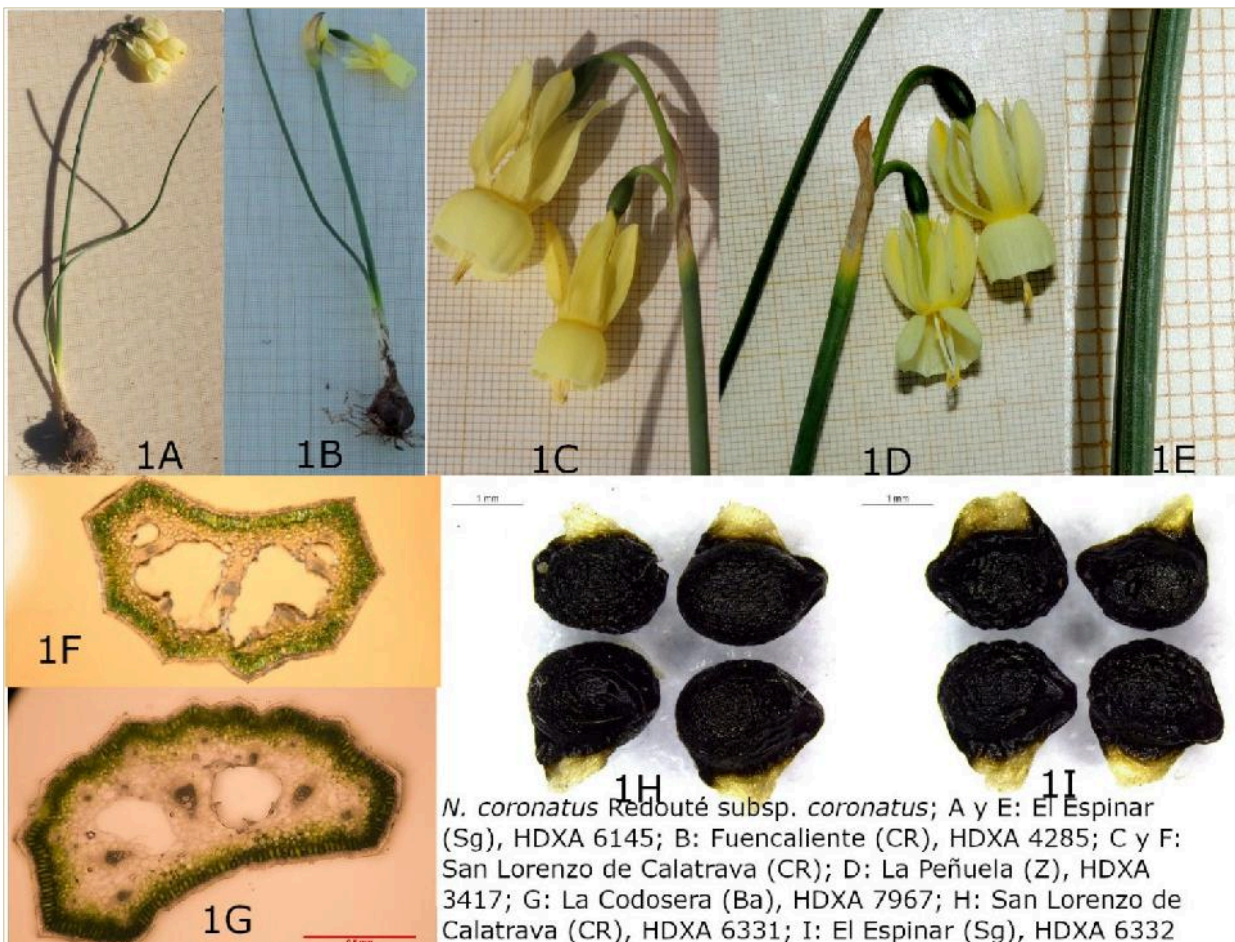 1A
1B
1C
1D
1E
1F
1 mm
1 mm
1H
1I
1G
N. coronatus Redouté subsp. coronatus; A y E: El Espinar
(Sg), HDXA 6145; B: Fuencaliente (CR), HDXA 4285; C y F:
San Lorenzo de Calatrava (CR); D: La Peñuela (Z), HDXA
3417; G: La Codosera (Ba), HDXA 7967; H: San Lorenzo de
Calatrava (CR), HDXA 6331; I: El Espinar (Sg), HDXA 6332